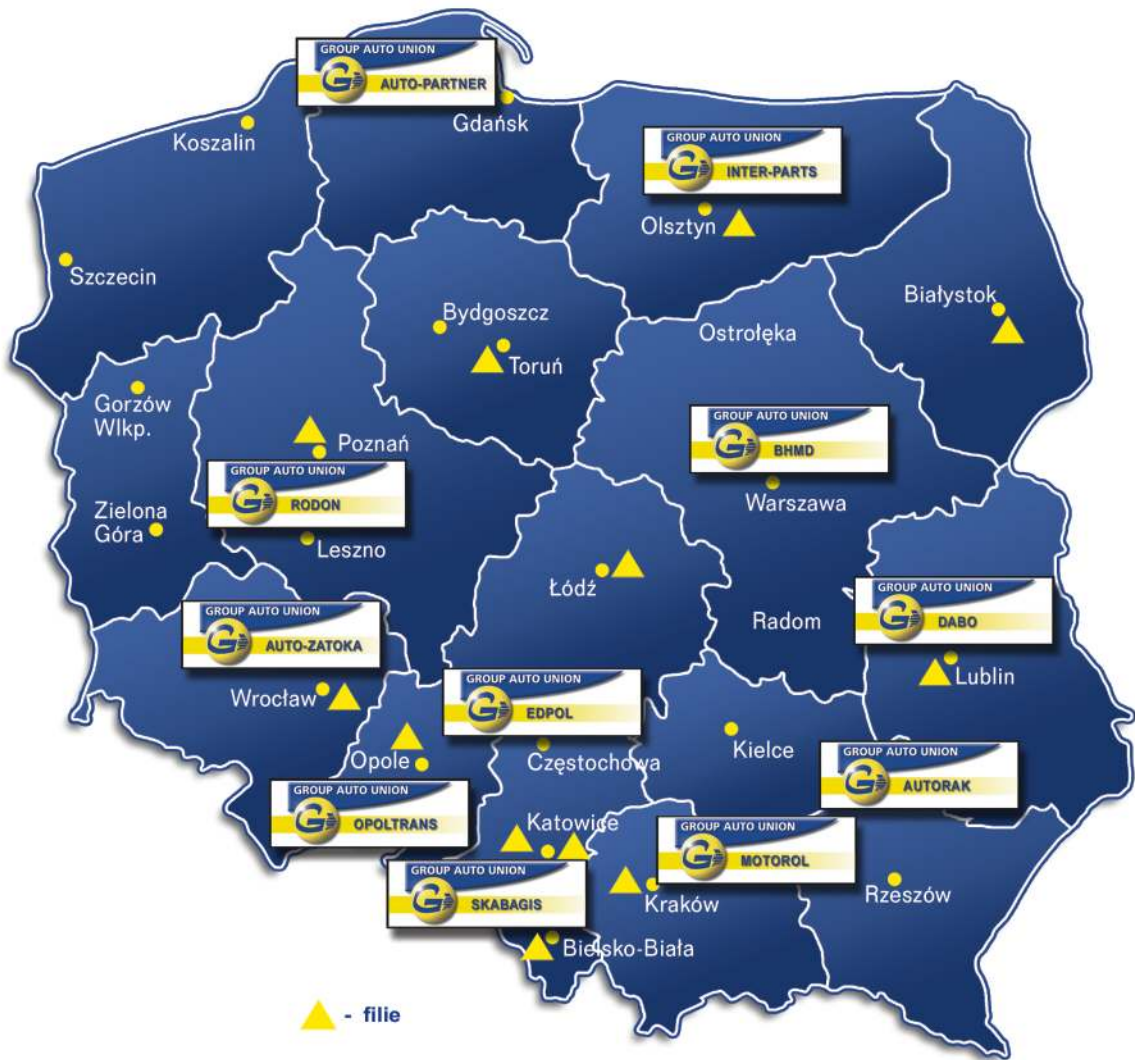 GROUP AUTO UNION
AUTO-PARTNER
Gdańsk
Koszalin
GROUP AUTO UNION
INTER-PARTS
Olsztyn
Szczecin
Białystok
Bydgoszcz
Toruń
Ostrołęka
Gorzów
Wlkp.
Poznań
GROUP AUTO UNION
BHMD
Warszawa
GROUP AUTO UNION
RODON
Zielona
Góra
Leszno
Łódź
Radom
GROUP AUTO UNION
DABO
Lublin
GROUP AUTO UNION
AUTO-ZATOKA
Wrocław
GROUP AUTO UNION
EDPOL
Opole
Częstochowa
Kielce
GROUP AUTO UNION
AUTORAK
GROUP AUTO UNION
OPOLTRANS
Katowice
GROUP AUTO UNION
MOTOROL
GROUP AUTO UNION
SKABAGIS
Kraków
Rzeszów
Bielsko-Biała
- filie